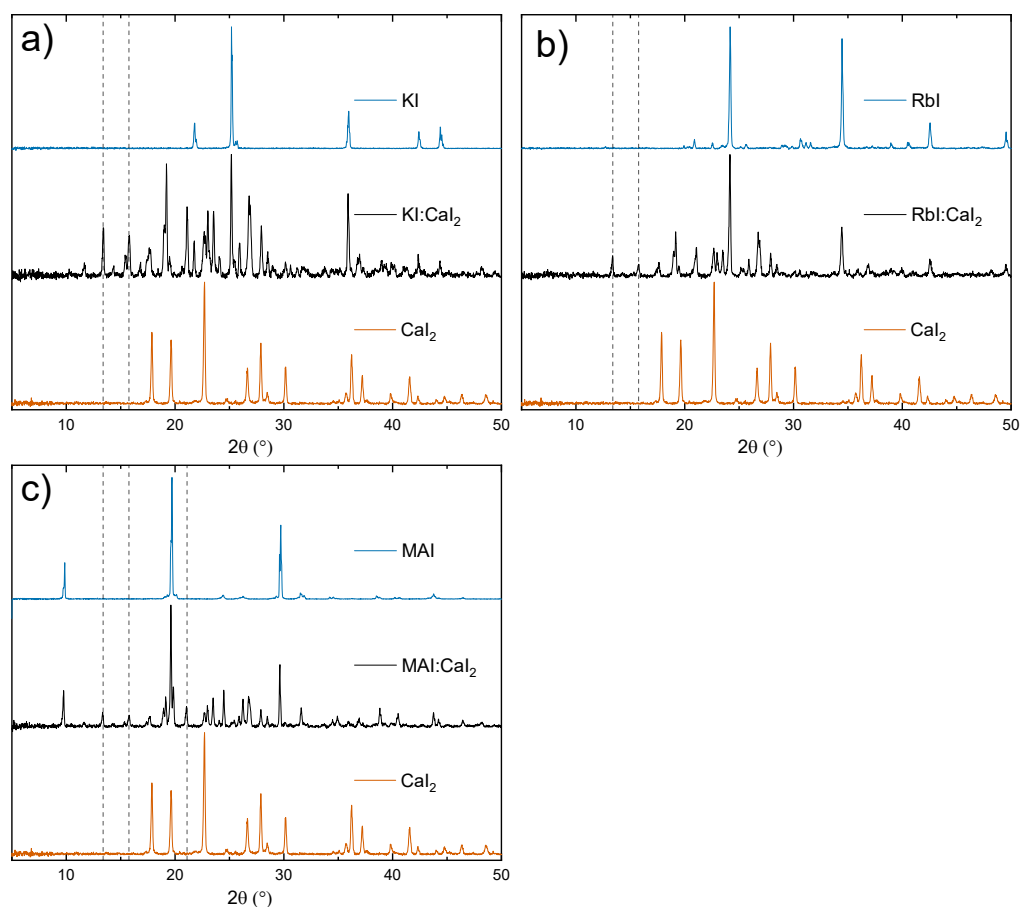 a)
KI
KI:CaI₂
CaI₂
10 20 30 40 50
2θ (°)
b)
RbI
RbI:CaI₂
CaI₂
10 20 30 40 50
2θ (°)
c)
MAI
MAI:CaI₂
CaI₂
10 20 30 40 50
2θ (°)